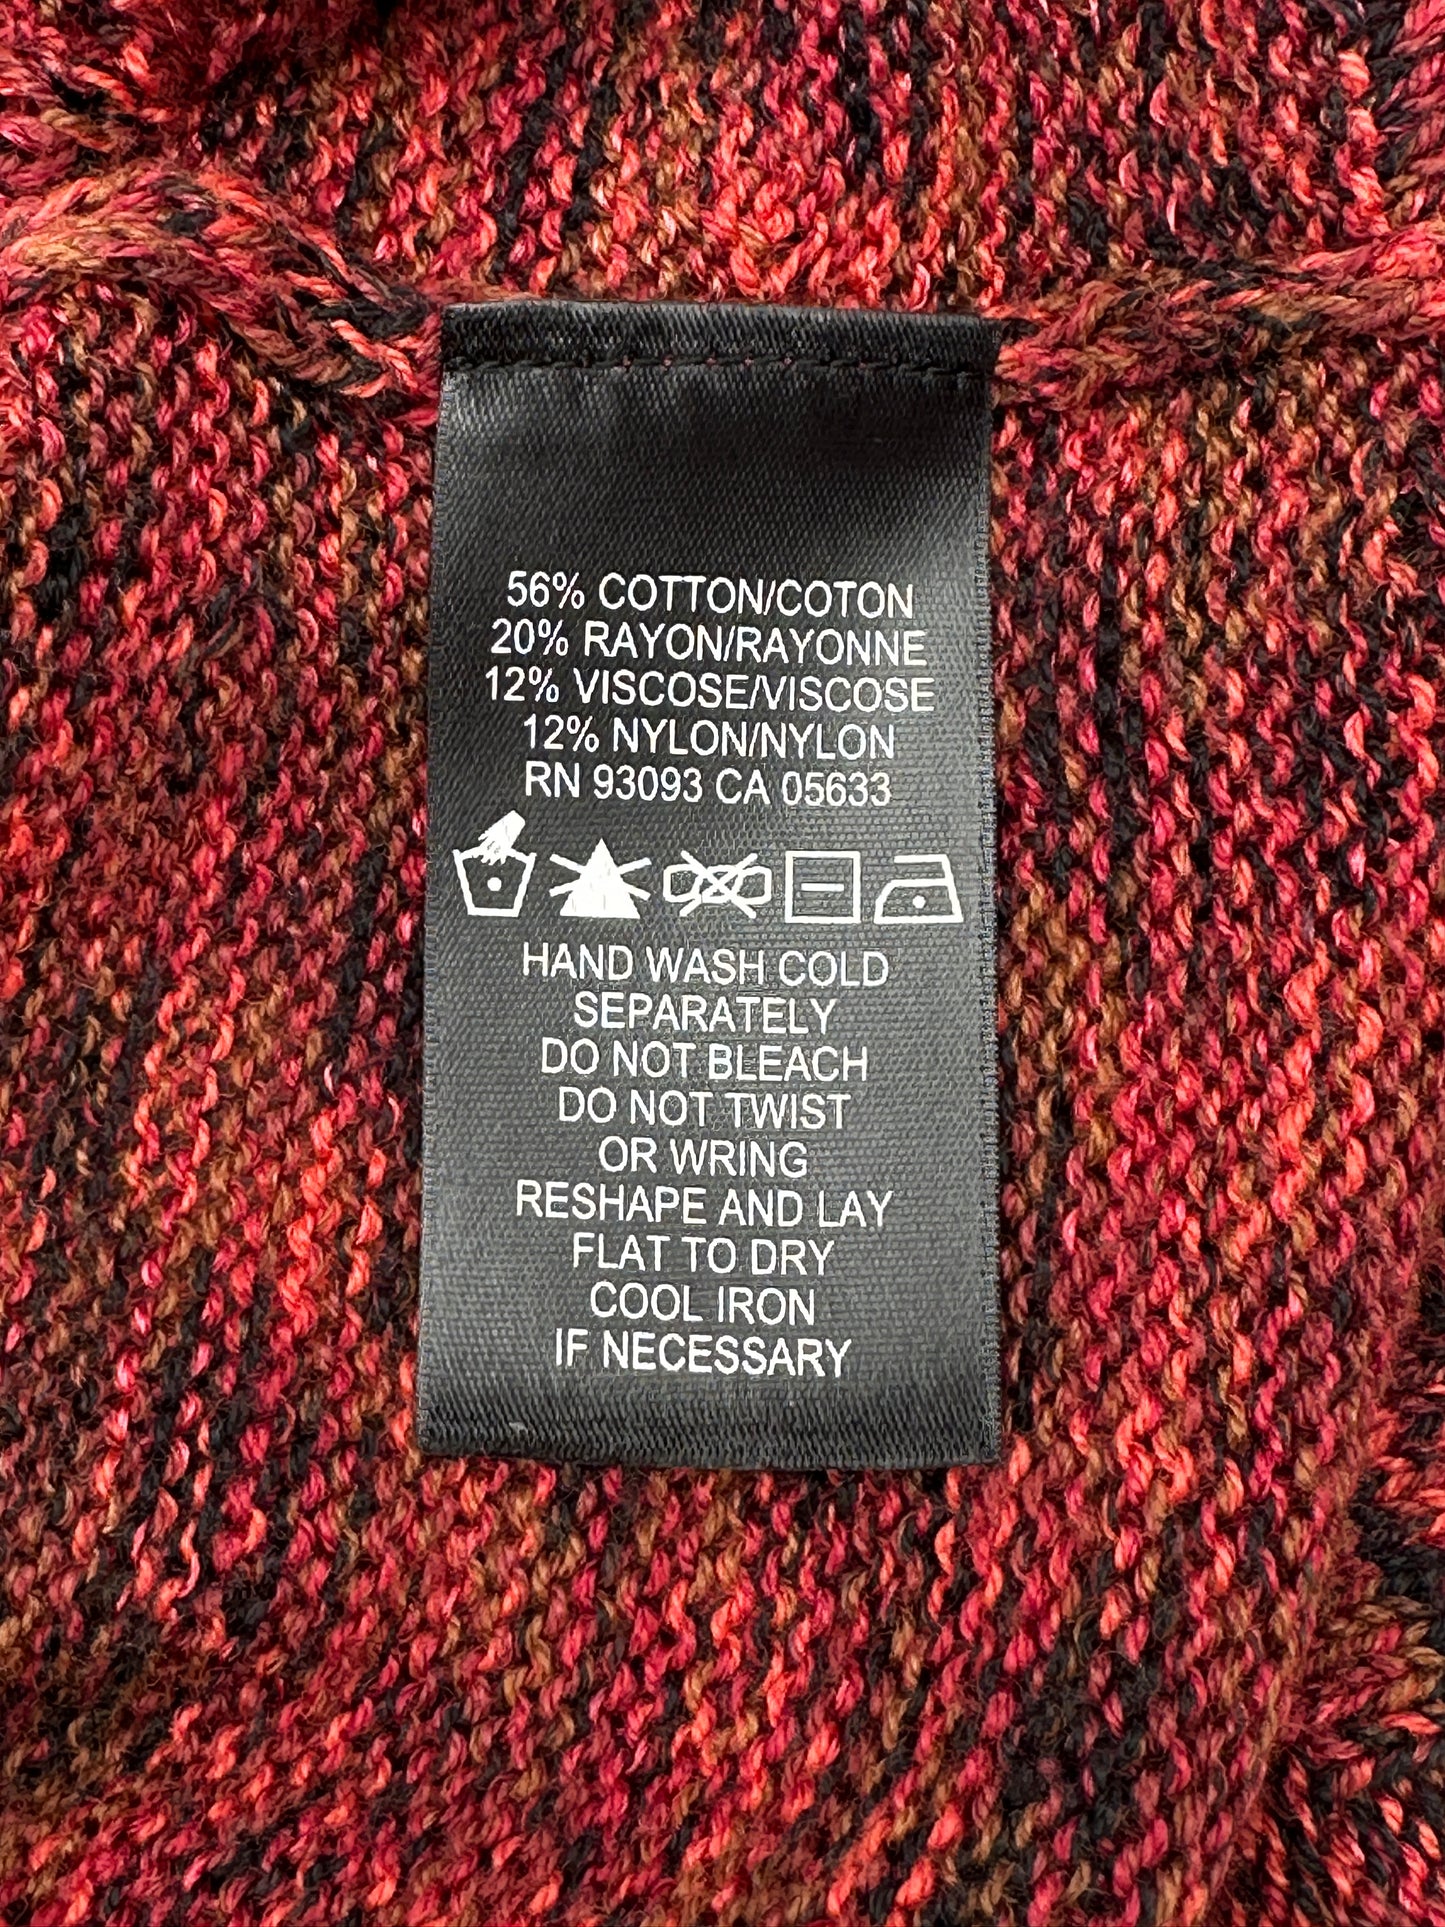 56% COTTON/COTON
20% RAYON/RAYONNE
12% VISCOSE/VISCOSE
12% NYLON/NYLON
RN 93093 CA 05633
HAND WASH COLD
SEPARATELY
DO NOT BLEACH
DO NOT TWIST
OR WRING
RESHAPE AND LAY
FLAT TO DRY
COOL IRON
IF NECESSARY